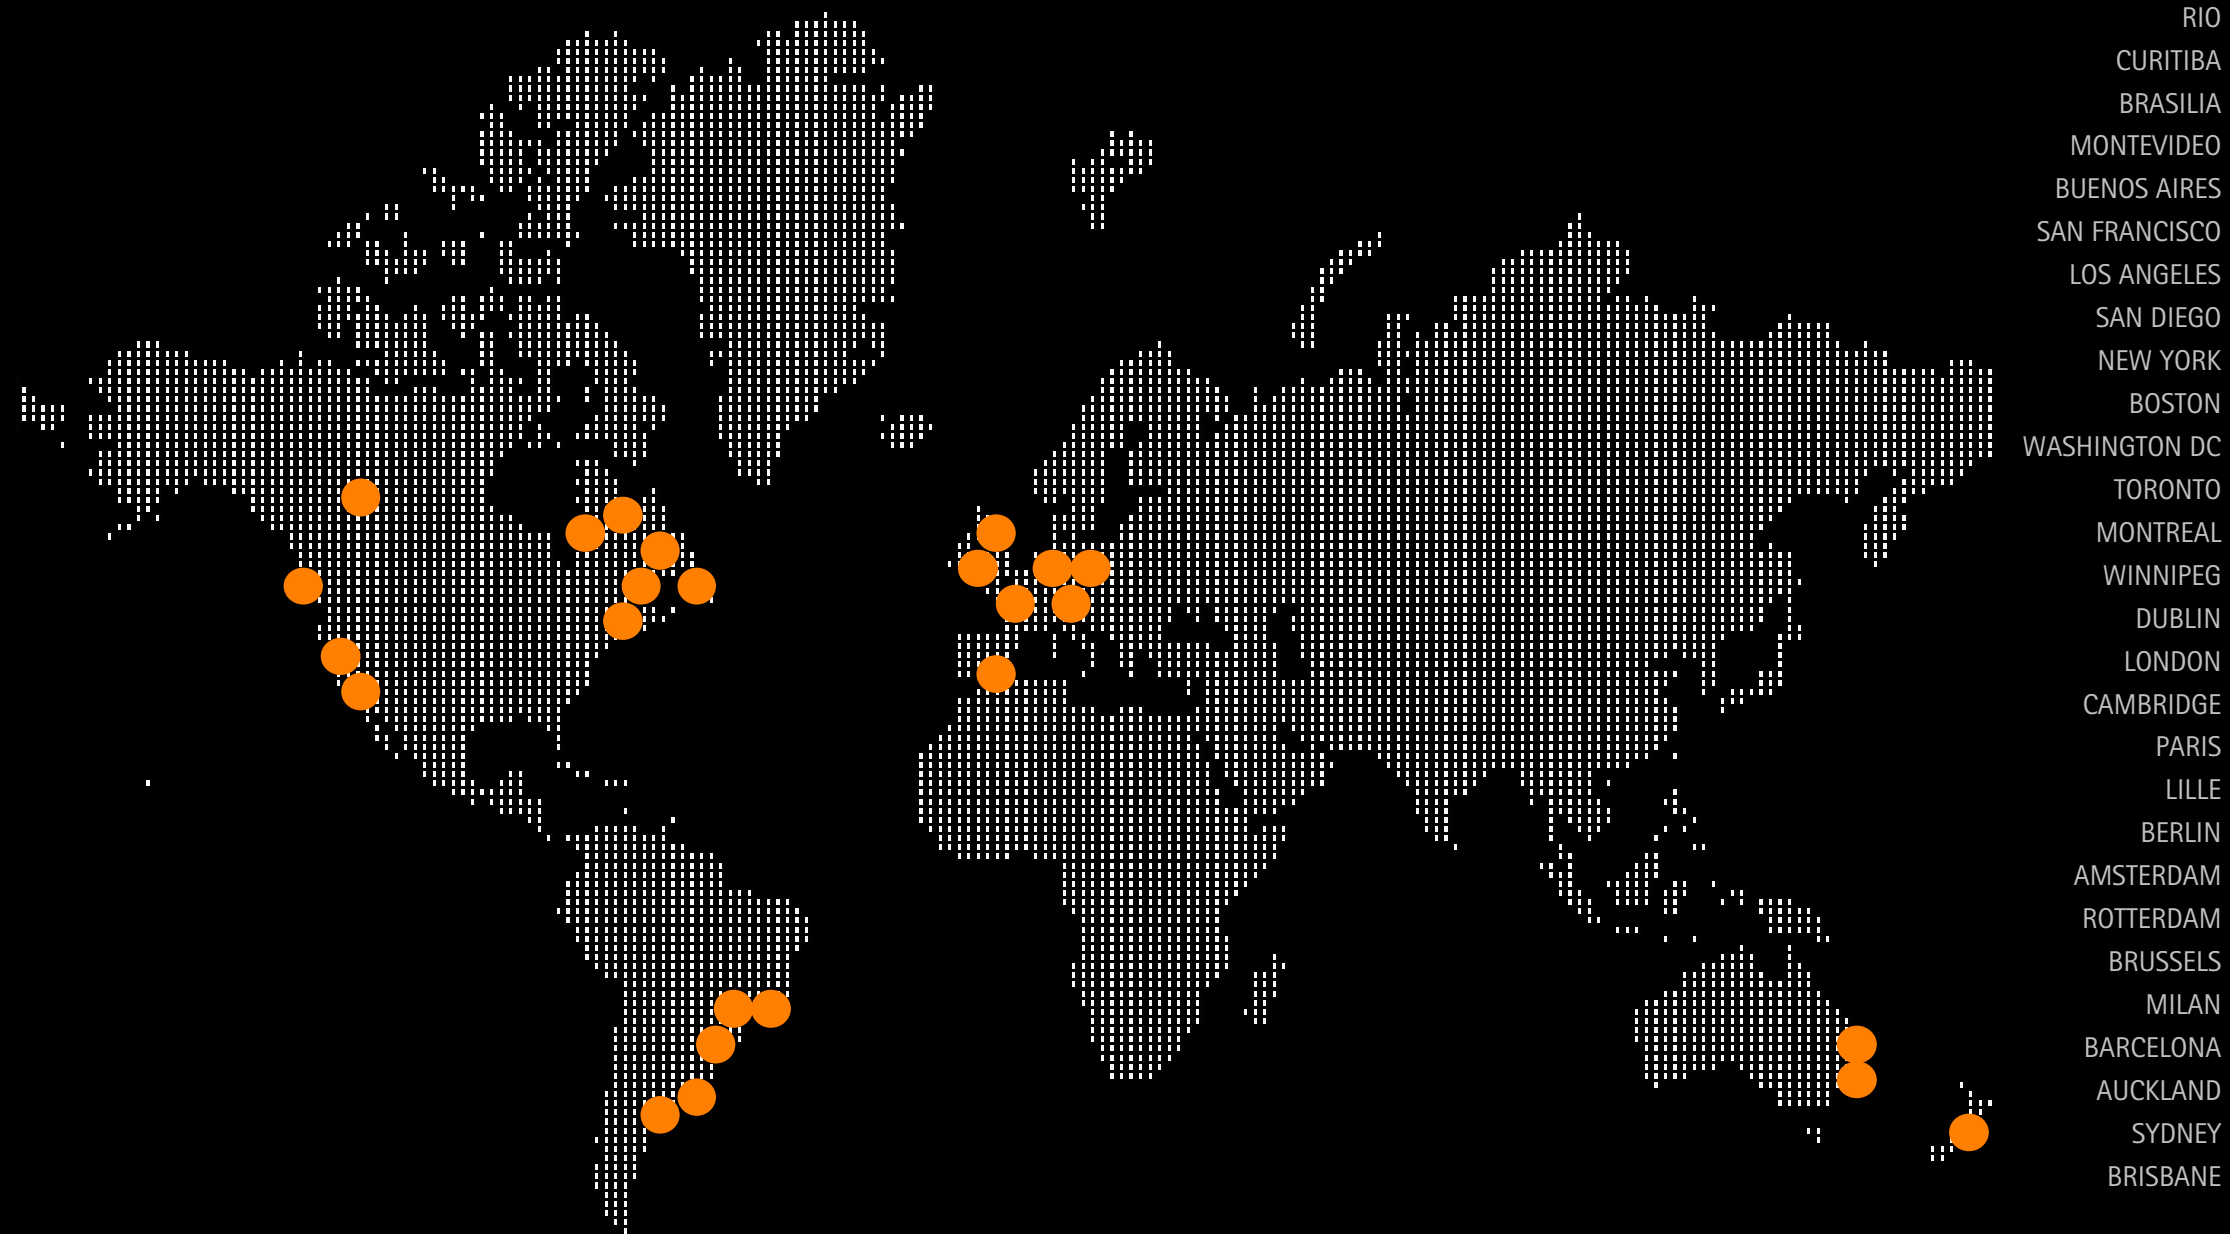 RIO
CURITIBA
BRASILIA
MONTEVIDEO
BUENOS AIRES
SAN FRANCISCO
LOS ANGELES
SAN DIEGO
NEW YORK
BOSTON
WASHINGTON DC
TORONTO
MONTREAL
WINNIPEG
DUBLIN
LONDON
CAMBRIDGE
PARIS
LILLE
BERLIN
AMSTERDAM
ROTTERDAM
BRUSSELS
MILAN
BARCELONA
AUCKLAND
SYDNEY
BRISBANE